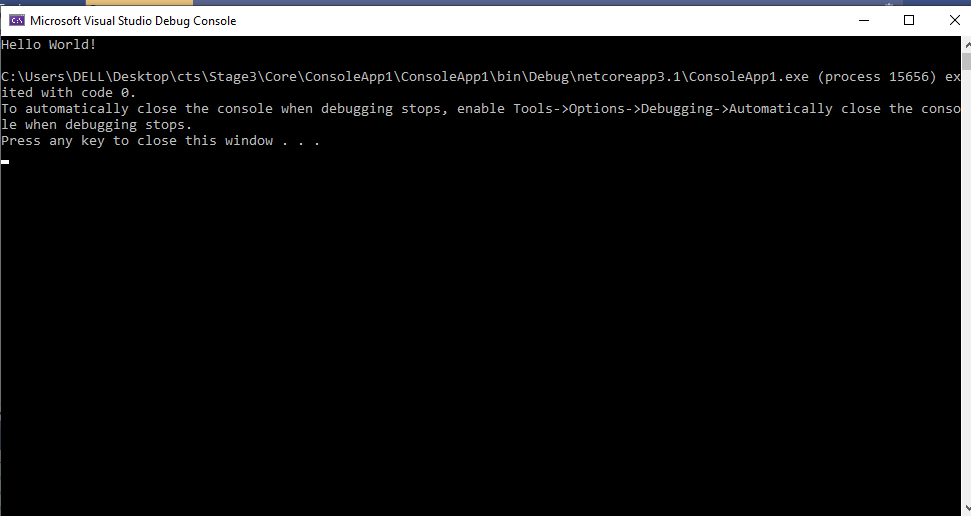 Microsoft Visual Studio Debug Console
Hello World!
C:\Users\DELL\Desktop\cts\Stage3\Core\ConsoleApp1\ConsoleApp1\bin\Debug\netcoreapp3.1\ConsoleApp1.exe (process 15656) ex
ited with code 0.
To automatically close the console when debugging stops, enable Tools->Options->Debugging->Automatically close the conso
le when debugging stops.
Press any key to close this window . . .